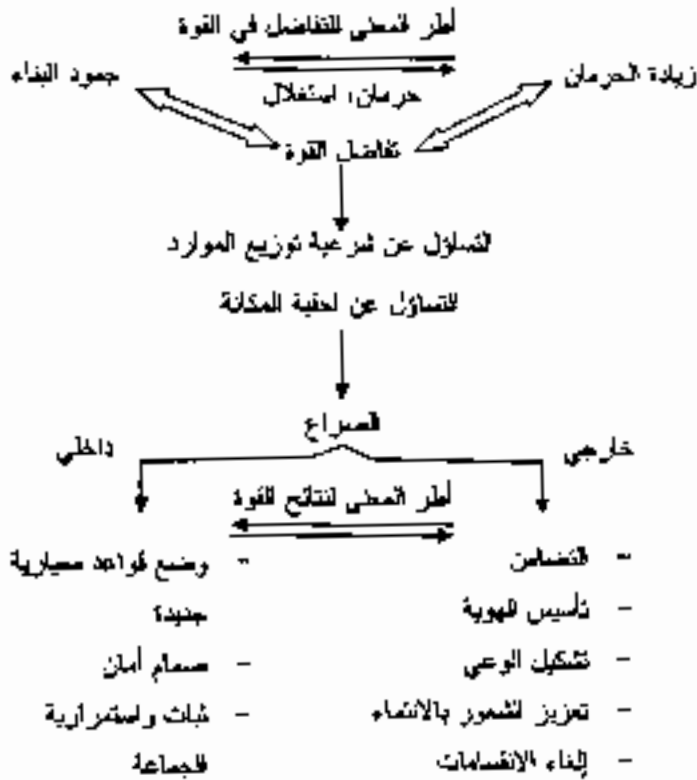 أطر المعنى للتفاضل في القوة
زيادة الحرمان
جمود البناء
حرمان، استغلال
تفاضل القوة
التساؤل عن شرعية توزيع الموارد
التساؤل عن احقية المكانة
الصراع
خارجي
داخلي
أطر المعنى لنتائج القوة
- التضامن
- تأسيس الهوية
- تشكيل الوعي
- تعزيز الشعور بالانتماء
- إلغاء الانقسامات
- وضع قواعد معيارية
جديدة
- صمام أمان
- ثبات واستمرارية
الجماعة